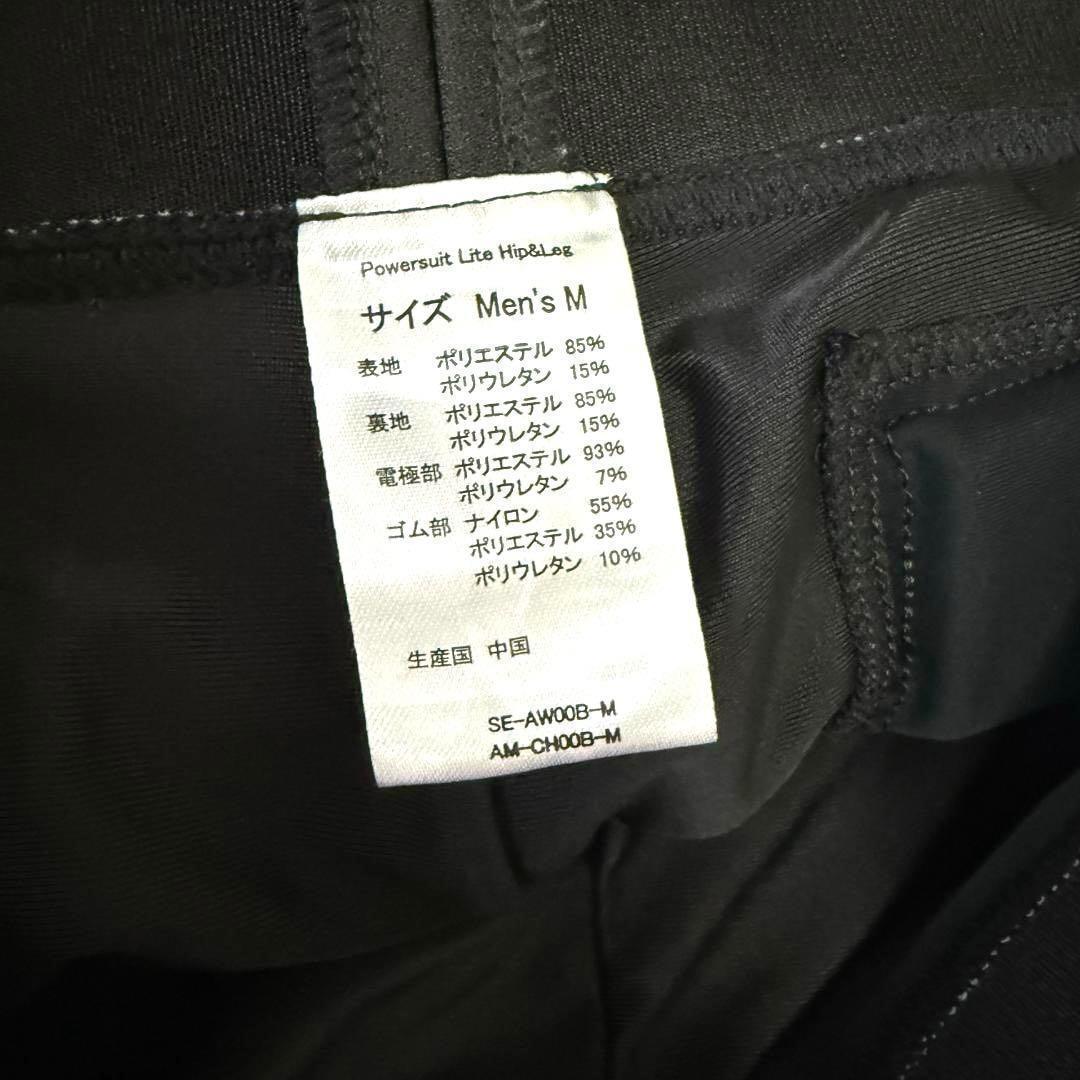 Powersuit Lite Hip&Leg
サイズ Men's M
表地 ポリエステル 85%
ポリウレタン 15%
裏地 ポリエステル 85%
ポリウレタン 15%
電極部 ポリエステル 93%
ポリウレタン 7%
ゴム部 ナイロン 55%
ポリエステル 35%
ポリウレタン 10%
生産国 中国
SE-AW00B-M
AM-CH00B-M